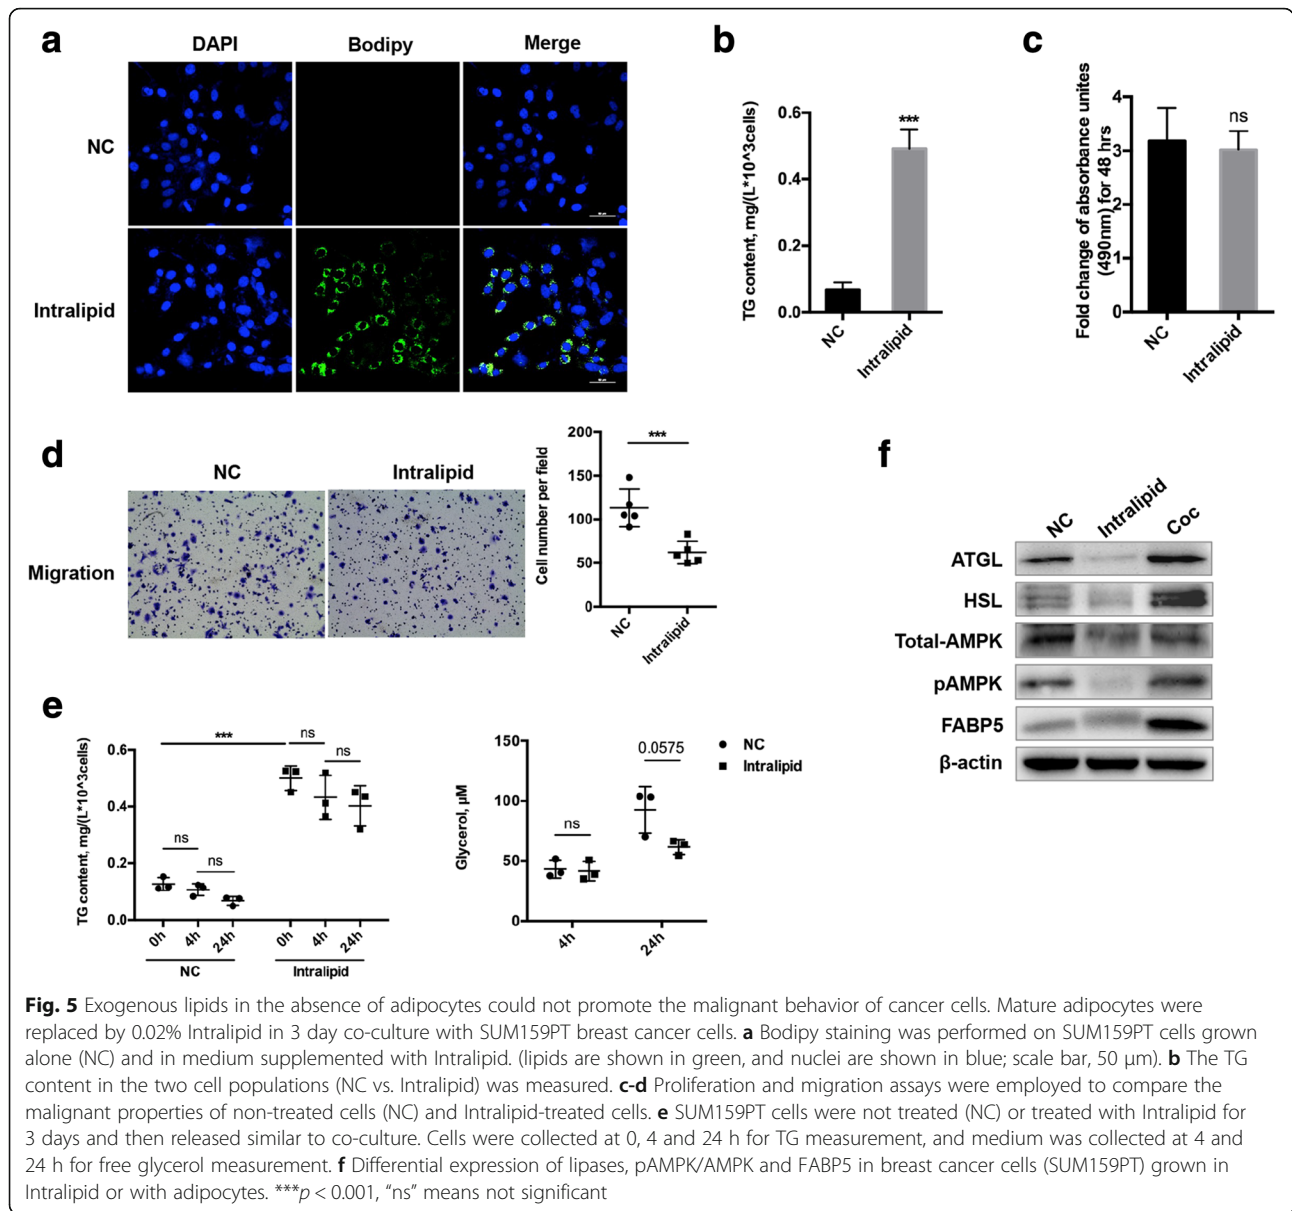 a
DAPI
Bodipy
Merge
NC
Intralipid
b
TG content, mg/(L*10^3cells)
0.6
0.4
0.2
0.0
***
NC
Intralipid
c
Fold change of absorbance unites
(490nm) for 48 hrs
4
3
2
1
0
ns
NC
Intralipid
d
NC
Intralipid
Migration
Cell number per field
200
150
100
50
0
***
NC
Intralipid
e
TG content, mg/(L*10^3cells)
0.6
0.4
0.2
0.0
***
ns
ns
ns
ns
0h
4h
24h
0h
4h
24h
NC
Intralipid
Glycerol, μM
150
100
50
0
ns
0.0575
4h
24h
NC
Intralipid
f
NC
Intralipid
Coc
ATGL
HSL
Total-AMPK
pAMPK
FABP5
β-actin
Fig. 5 Exogenous lipids in the absence of adipocytes could not promote the malignant behavior of cancer cells. Mature adipocytes were
replaced by 0.02% Intralipid in 3 day co-culture with SUM159PT breast cancer cells. a Bodipy staining was performed on SUM159PT cells grown
alone (NC) and in medium supplemented with Intralipid. (lipids are shown in green, and nuclei are shown in blue; scale bar, 50 μm). b The TG
content in the two cell populations (NC vs. Intralipid) was measured. c-d Proliferation and migration assays were employed to compare the
malignant properties of non-treated cells (NC) and Intralipid-treated cells. e SUM159PT cells were not treated (NC) or treated with Intralipid for
3 days and then released similar to co-culture. Cells were collected at 0, 4 and 24 h for TG measurement, and medium was collected at 4 and
24 h for free glycerol measurement. f Differential expression of lipases, pAMPK/AMPK and FABP5 in breast cancer cells (SUM159PT) grown in
Intralipid or with adipocytes. ***p < 0.001, “ns” means not significant